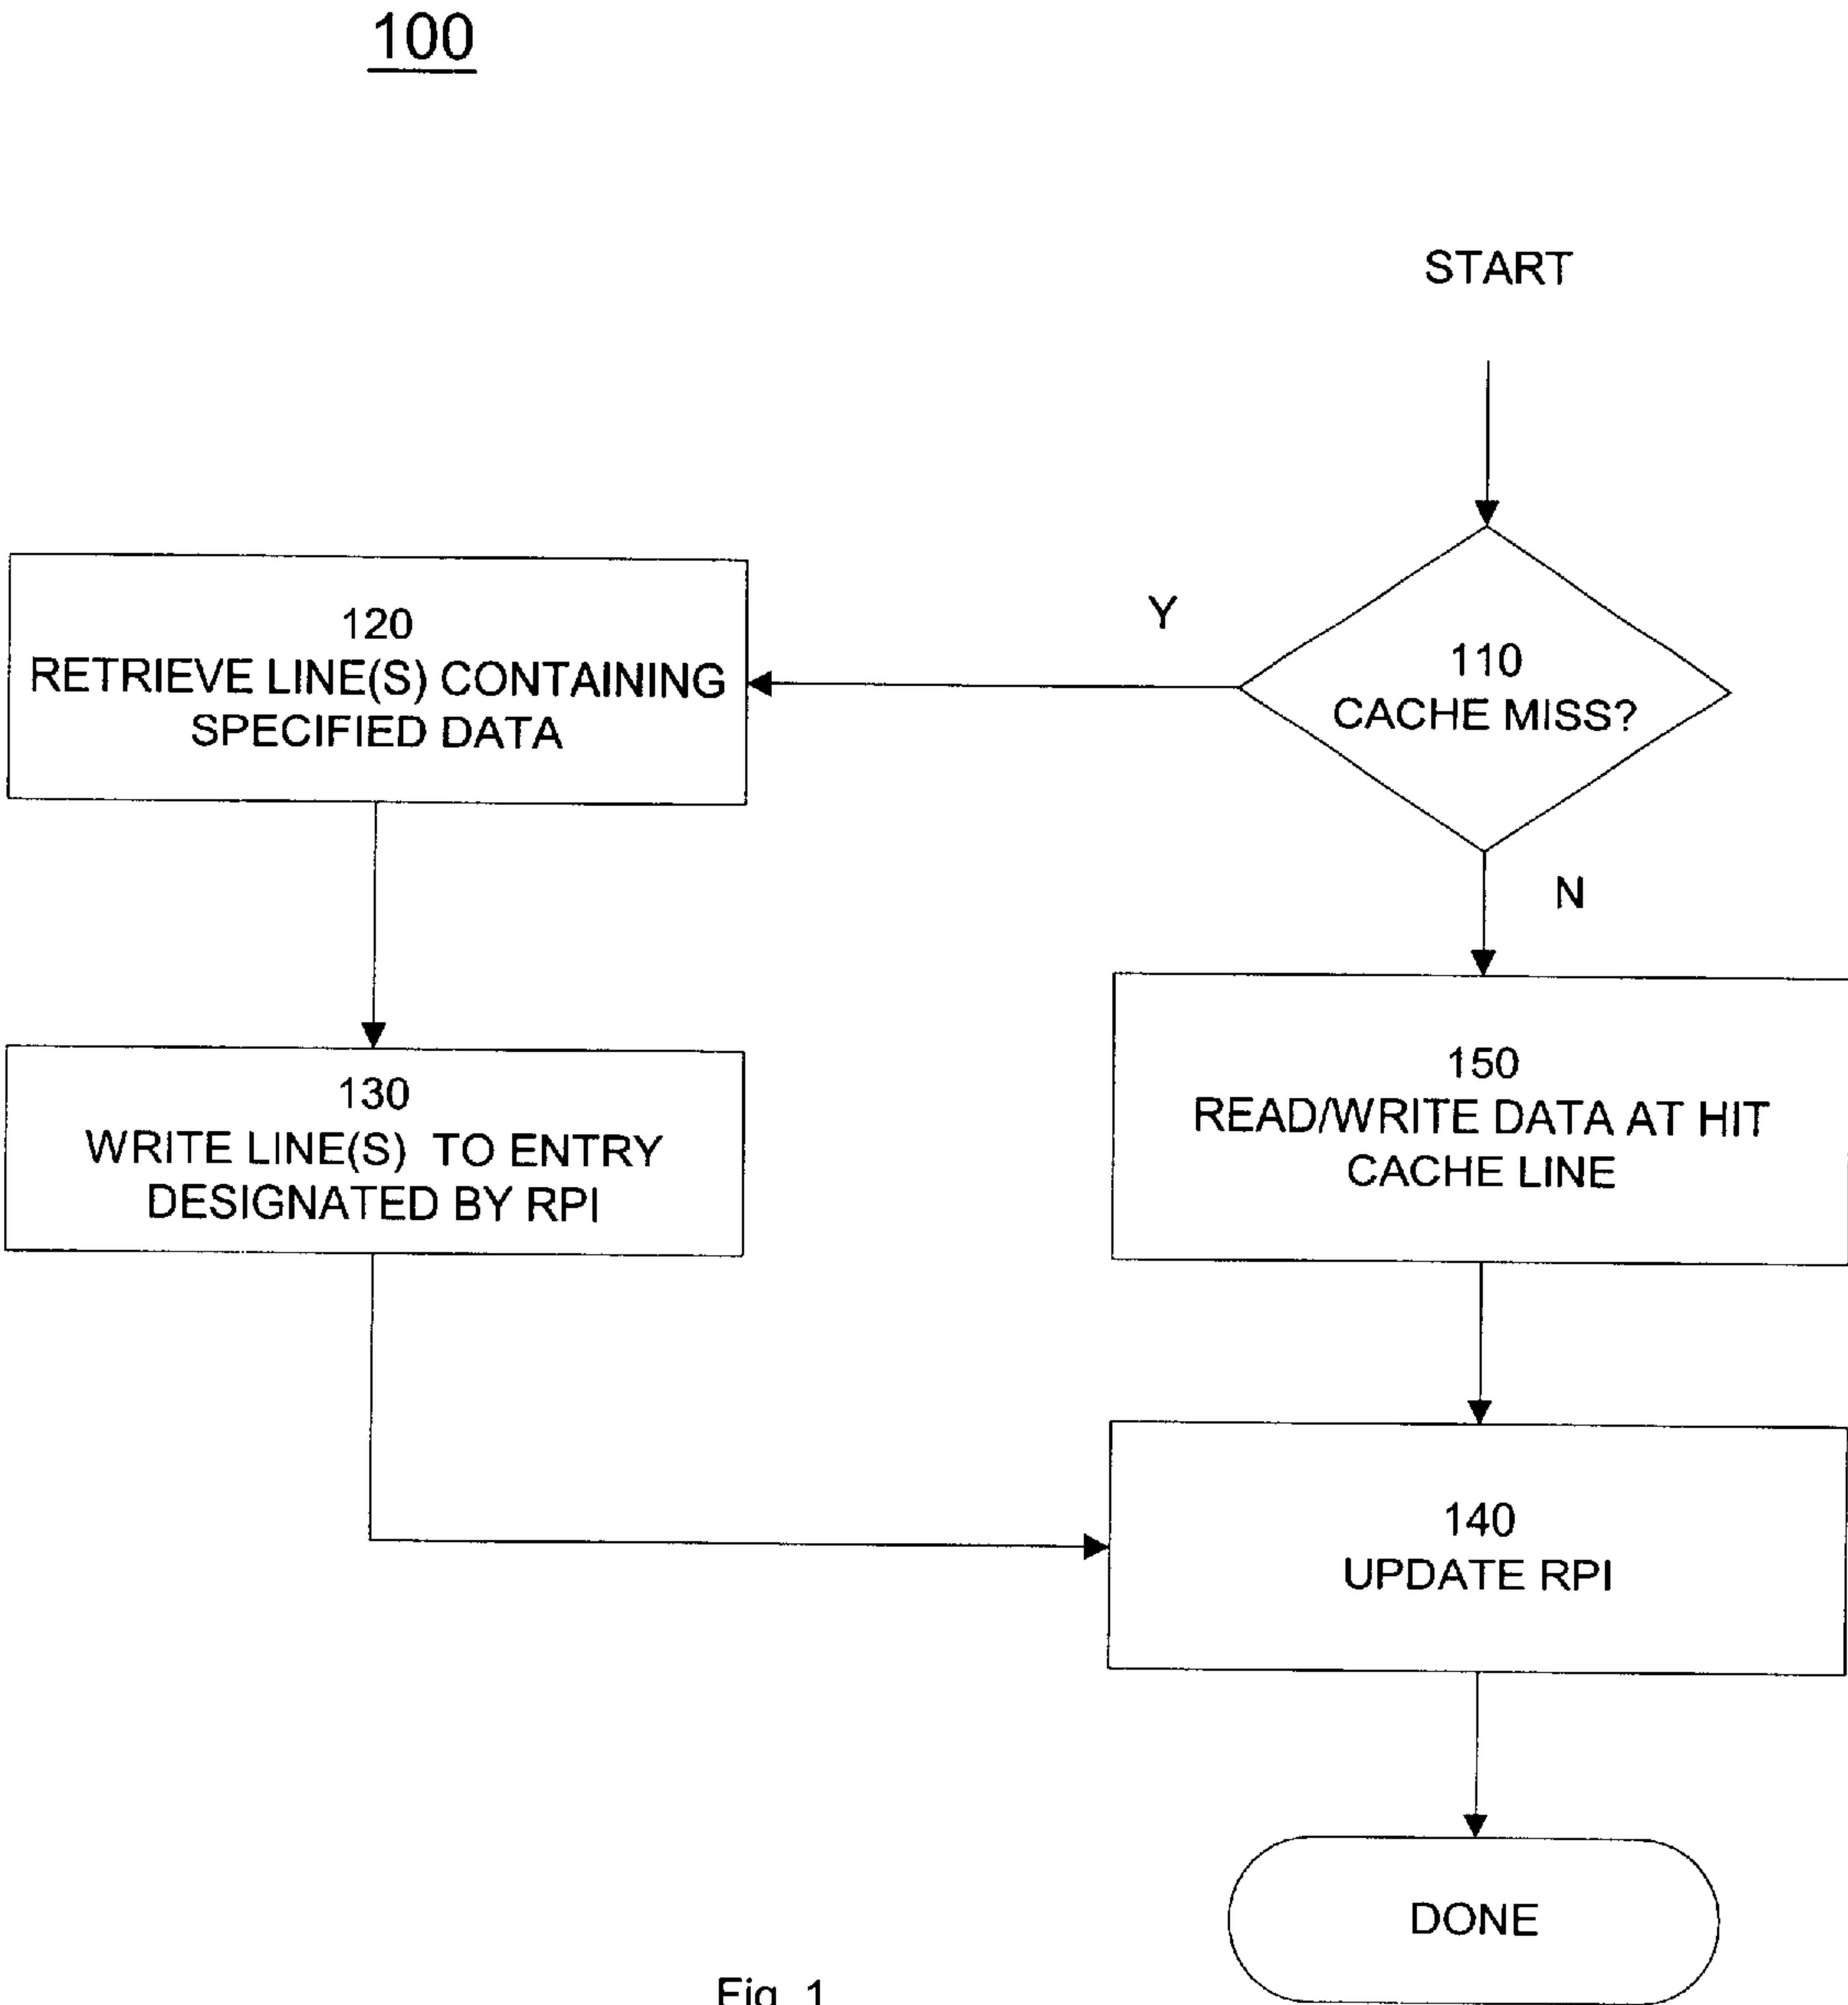 100
START
110
CACHE MISS?
Y
N
120
RETRIEVE LINE(S) CONTAINING
SPECIFIED DATA
130
WRITE LINE(S) TO ENTRY
DESIGNATED BY RPI
150
READ/WRITE DATA AT HIT
CACHE LINE
140
UPDATE RPI
DONE
Fig. 1